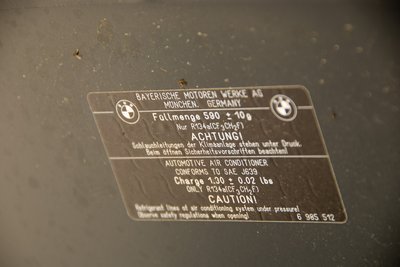 BAYERISCHE MOTOREN WERKE AG
MÜNCHEN, GERMANY
Füllmenge 590 ± 10g
Nur R134a(CF₃CH₂F)
ACHTUNG!
Schlauchleitungen der Klimaanlage stehen unter Druck.
Beim Öffnen Sicherheitsvorschriften beachten!
AUTOMOTIVE AIR CONDITIONER
CONFORMS TO SAE J639
Charge 1.30 ± 0.02 lbs
ONLY R134a(CF₃CH₂F)
CAUTION!
Refrigerant lines of air conditioning system under pressure!
Observe safety regulations when opening!
6 985 512